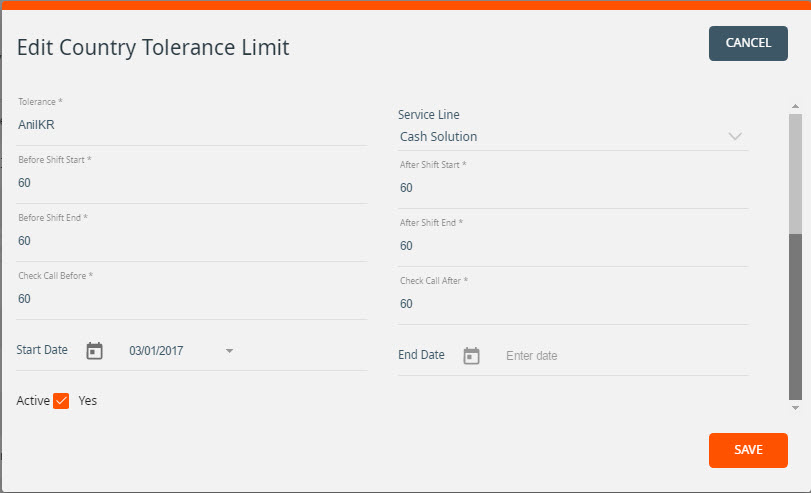 Edit Country Tolerance Limit
CANCEL
Tolerance *
AnilKR
Service Line
Cash Solution
Before Shift Start *
60
After Shift Start *
60
Before Shift End *
60
After Shift End *
60
Check Call Before *
60
Check Call After *
60
Start Date 03/01/2017
End Date Enter date
Active Yes
SAVE